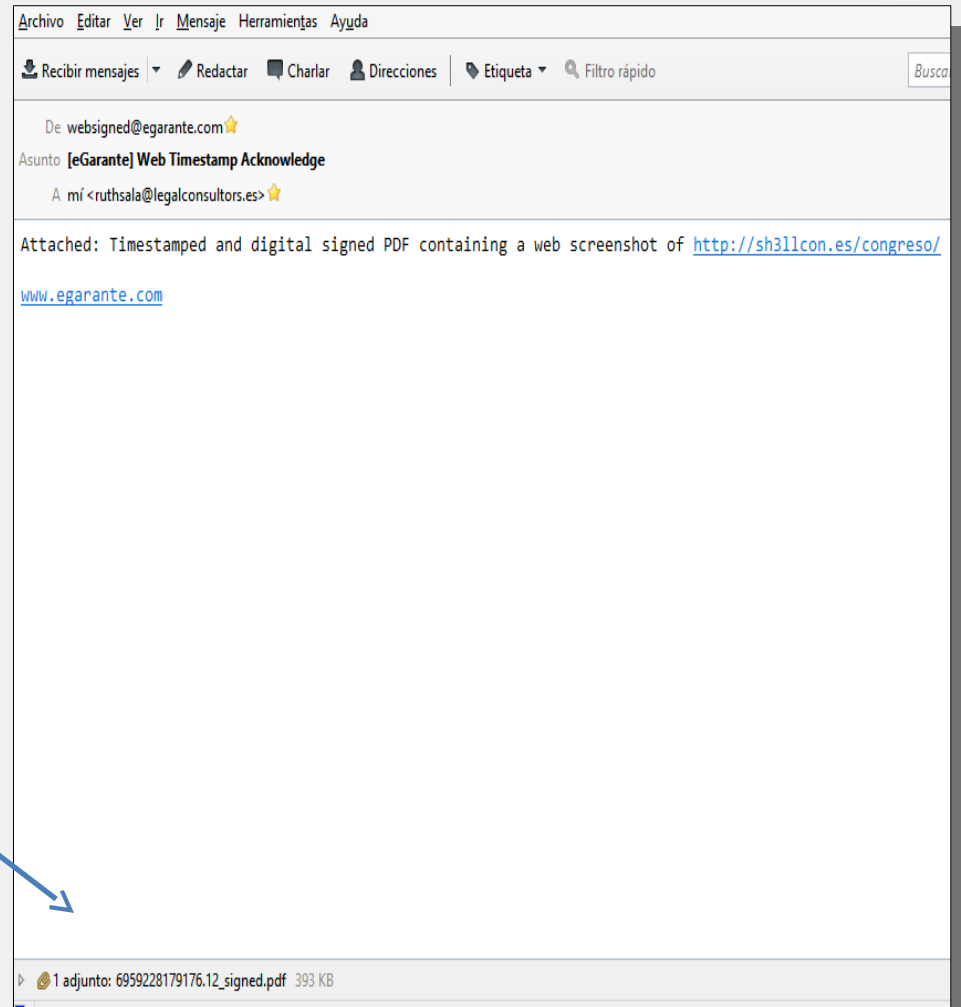 Archivo Editar Ver Ir Mensaje Herramientas Ayuda
Recibir mensajes Redactar Charlar Direcciones Etiqueta Filtro rápido Busca
De websigned@egarante.com
Asunto [eGarante] Web Timestamp Acknowledge
A mí <ruthsala@legalconsultors.es>
Attached: Timestamped and digital signed PDF containing a web screenshot of http://sh3llcon.es/congreso/
www.egarante.com
1 adjunto: 6959228179176.12_signed.pdf 393 KB